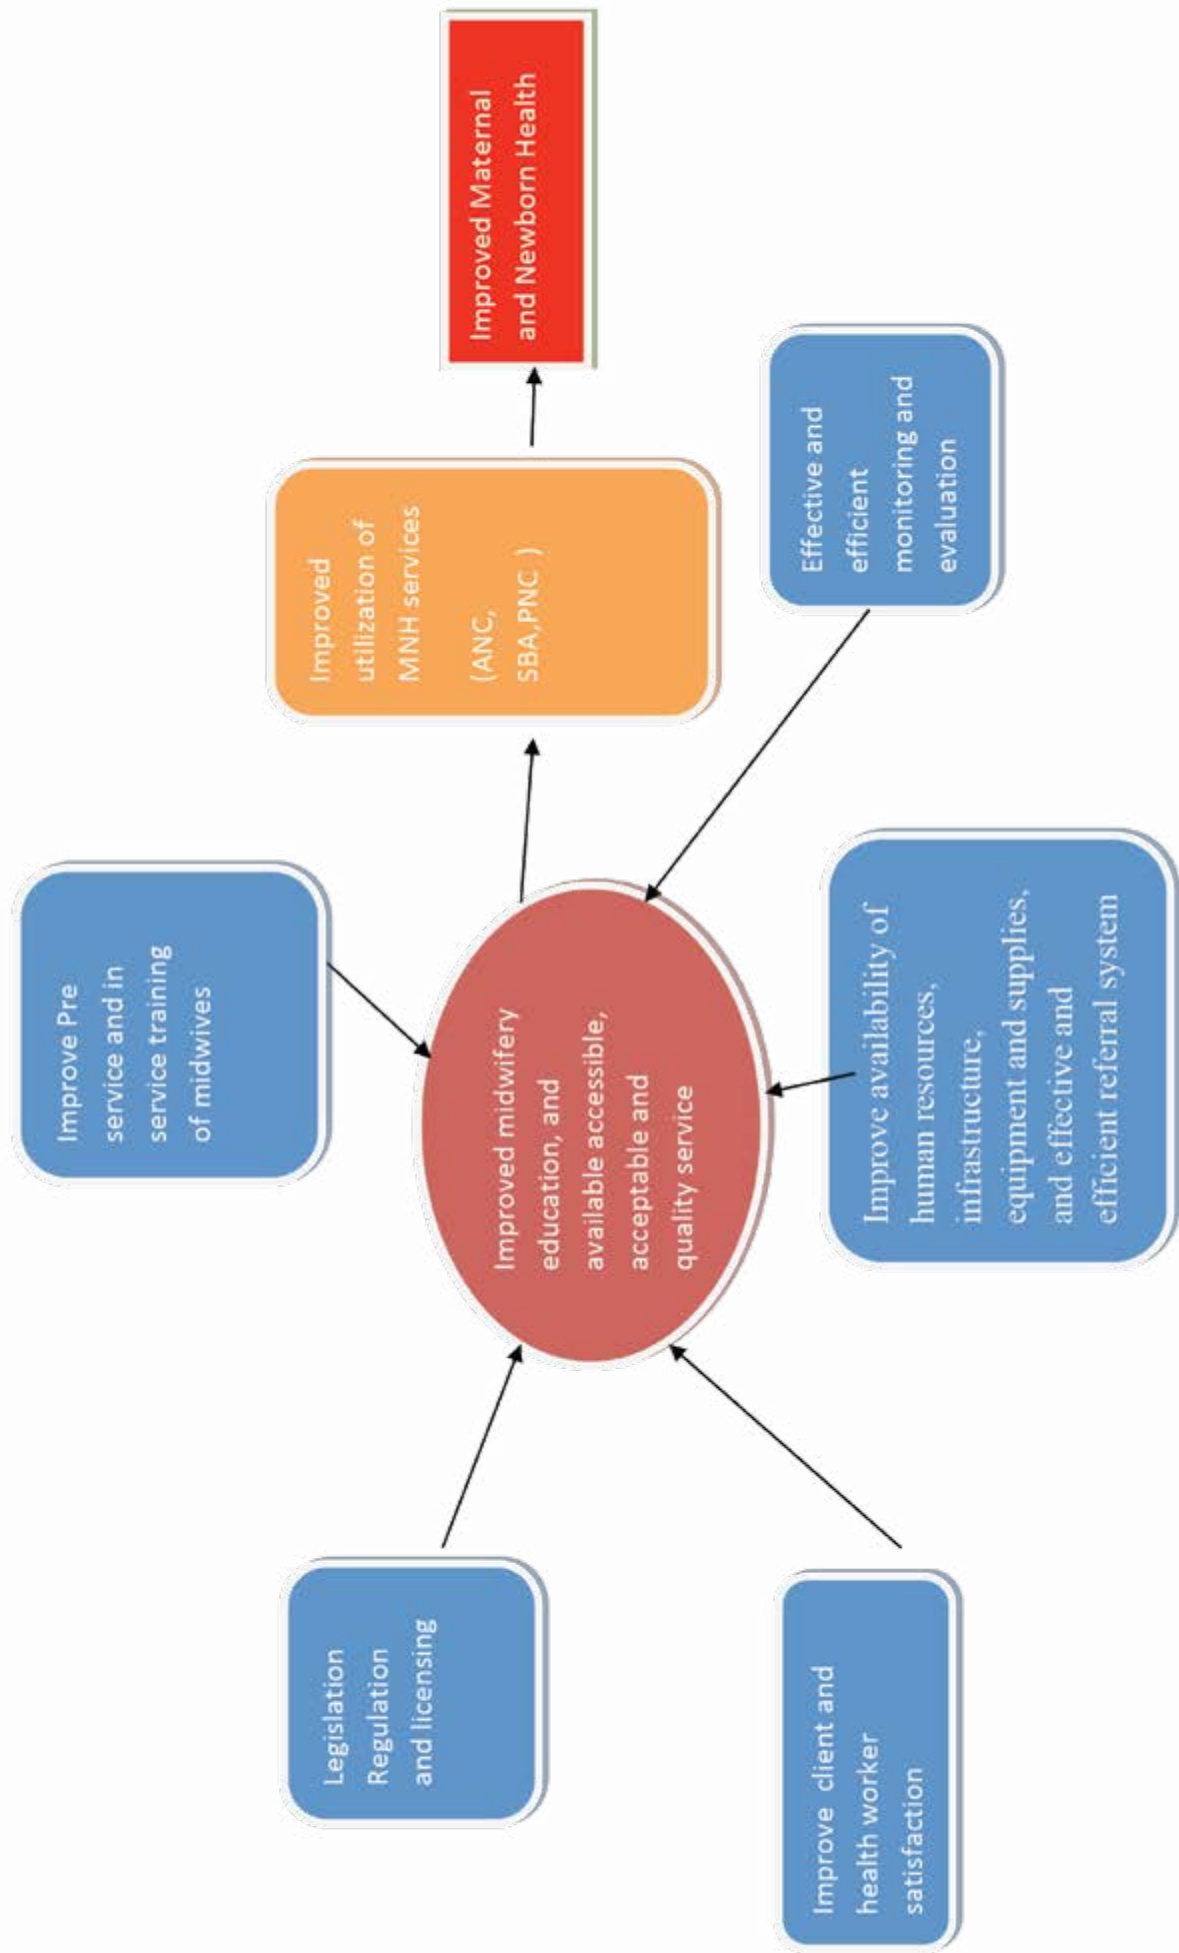 Improve Pre
service and in
service training
of midwives
Legislation
Regulation
and licensing
Improved midwifery
education, and
available accessible,
acceptable and
quality service
Improved
utilization of
MNH services
(ANC,
SBA,PNC )
Improved Maternal
and Newborn Health
Improve client and
health worker
satisfaction
Improve availability of
human resources,
infrastructure,
equipment and supplies,
and effective and
efficient referral system
Effective and
efficient
monitoring and
evaluation